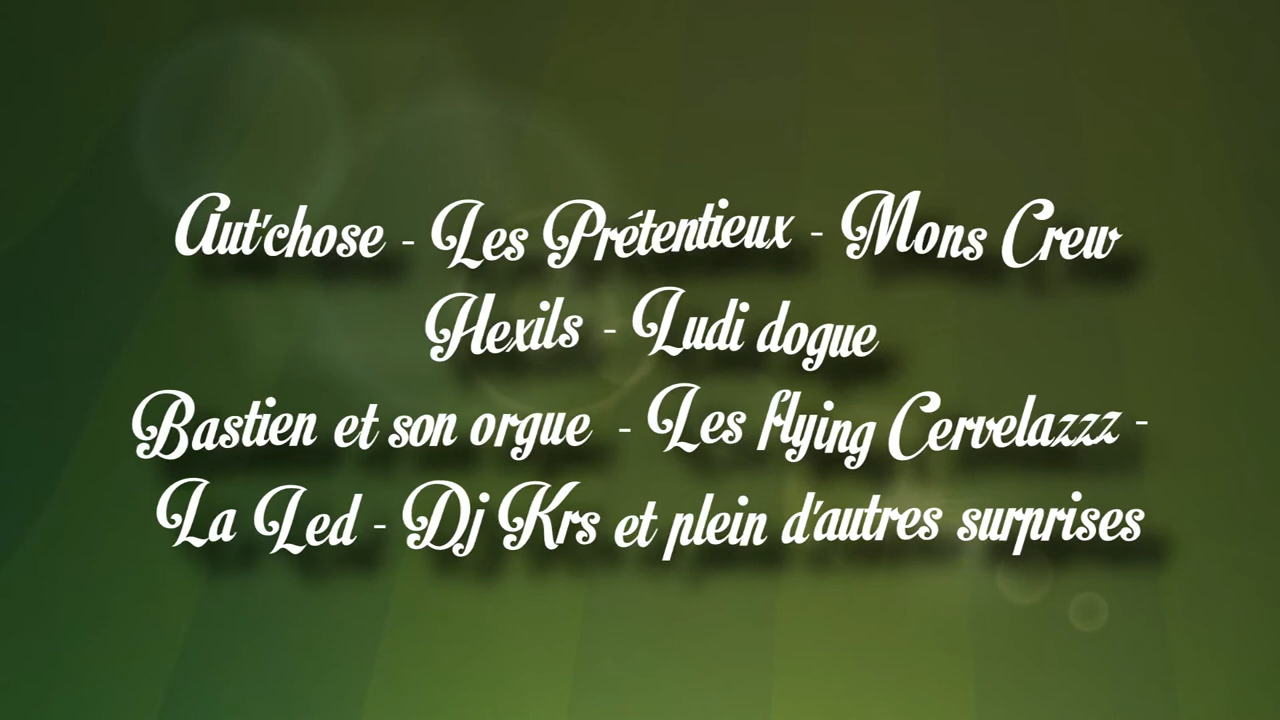 Aut'chose - Les Prétentieux - Mons Crew
Hexils - Ludi dogue
Bastien et son orgue - Les flying Cervelazzz -
La Led - Dj Krs et plein d'autres surprises